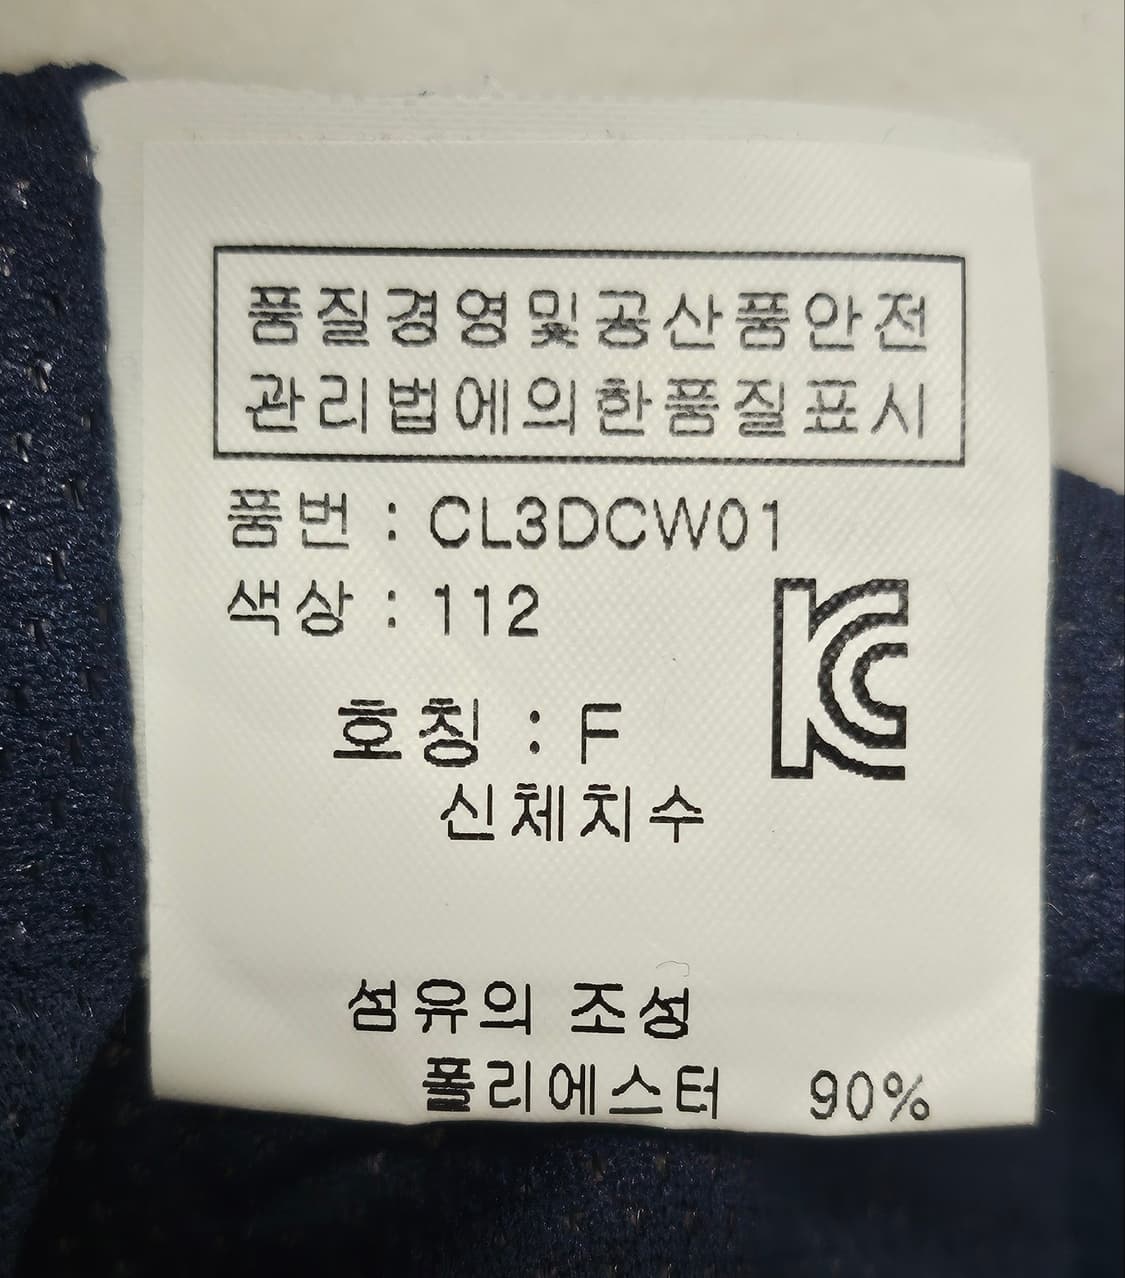 품질경영및공산품안전
관리법에의한품질표시
품번 : CL3DCW01
색상 : 112
KC
호칭 : F
신체치수
섬유의 조성
폴리에스터 90%